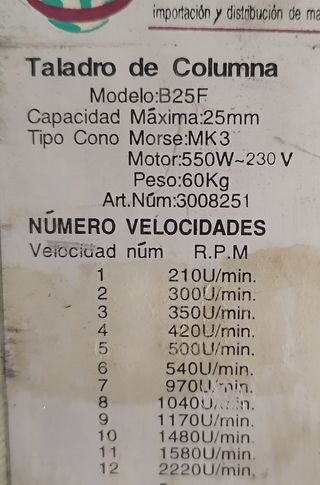 importación y distribución de ma
Taladro de Columna
Modelo:B25F
Capacidad Máxima:25mm
Tipo Cono Morse:MK3
Motor:550W~230 V
Peso:60Kg
Art.Núm:3008251
NÚMERO VELOCIDADES
Velocidad núm R.P.M
1 210U/min.
2 300U/min.
3 350U/min.
4 420U/min.
5 500U/min.
6 540U/min.
7 970U/min.
8 1040U/min.
9 1170U/min.
10 1480U/min.
11 1580U/min.
12 2220U/min.